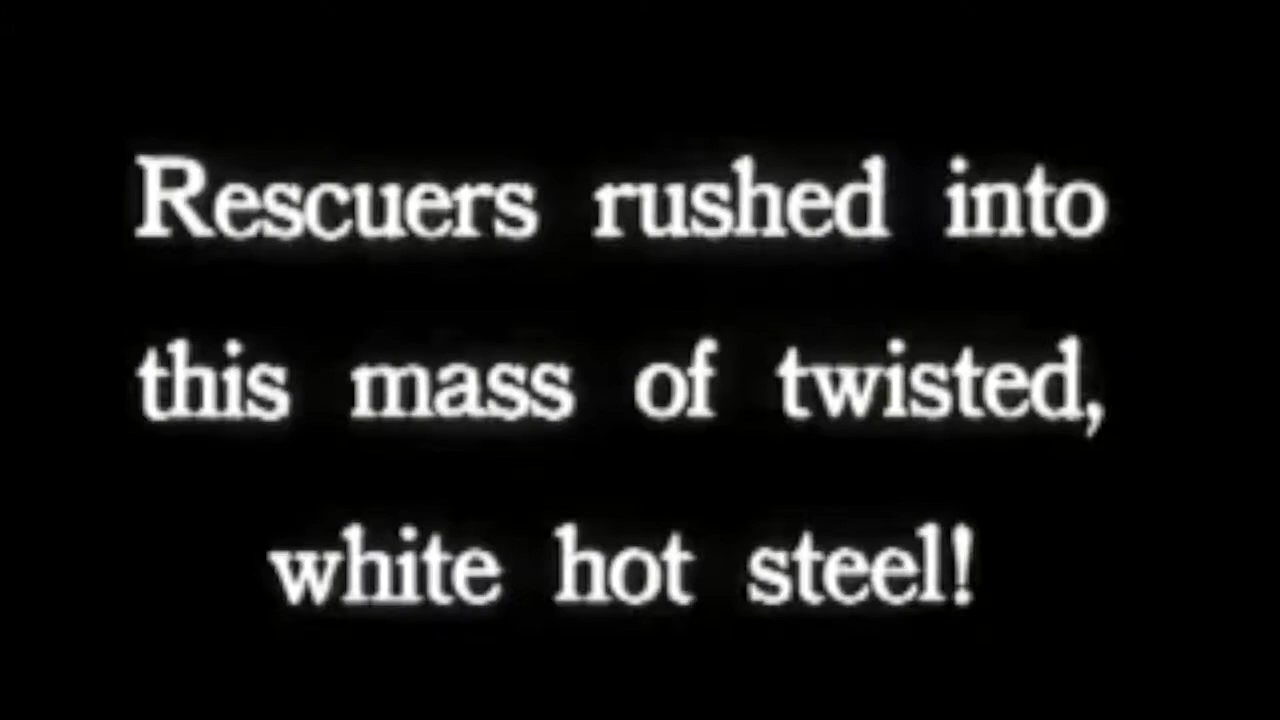 Rescuers rushed into
this mass of twisted,
white hot steel!